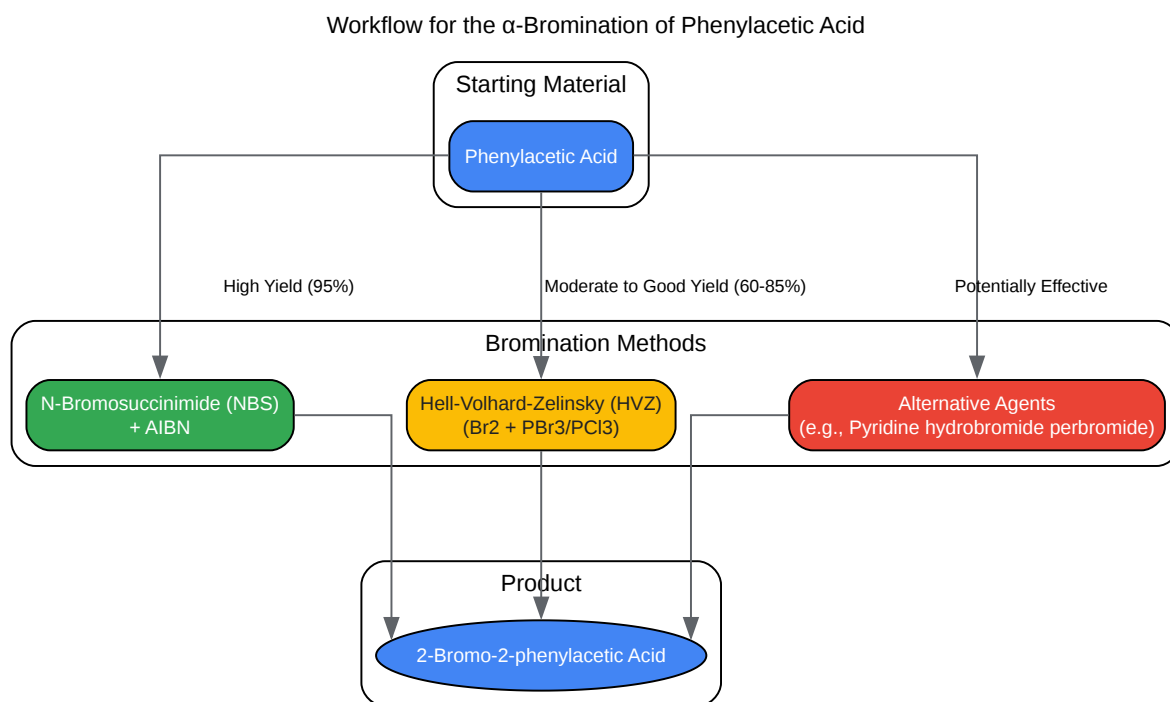 Workflow for the α-Bromination of Phenylacetic Acid
Starting Material
Phenylacetic Acid
High Yield (95%)
Moderate to Good Yield (60-85%)
Potentially Effective
Bromination Methods
N-Bromosuccinimide (NBS)
+ AIBN
Hell-Volhard-Zelinsky (HVZ)
(Br2 + PBr3/PCl3)
Alternative Agents
(e.g., Pyridine hydrobromide perbromide)
Product
2-Bromo-2-phenylacetic Acid